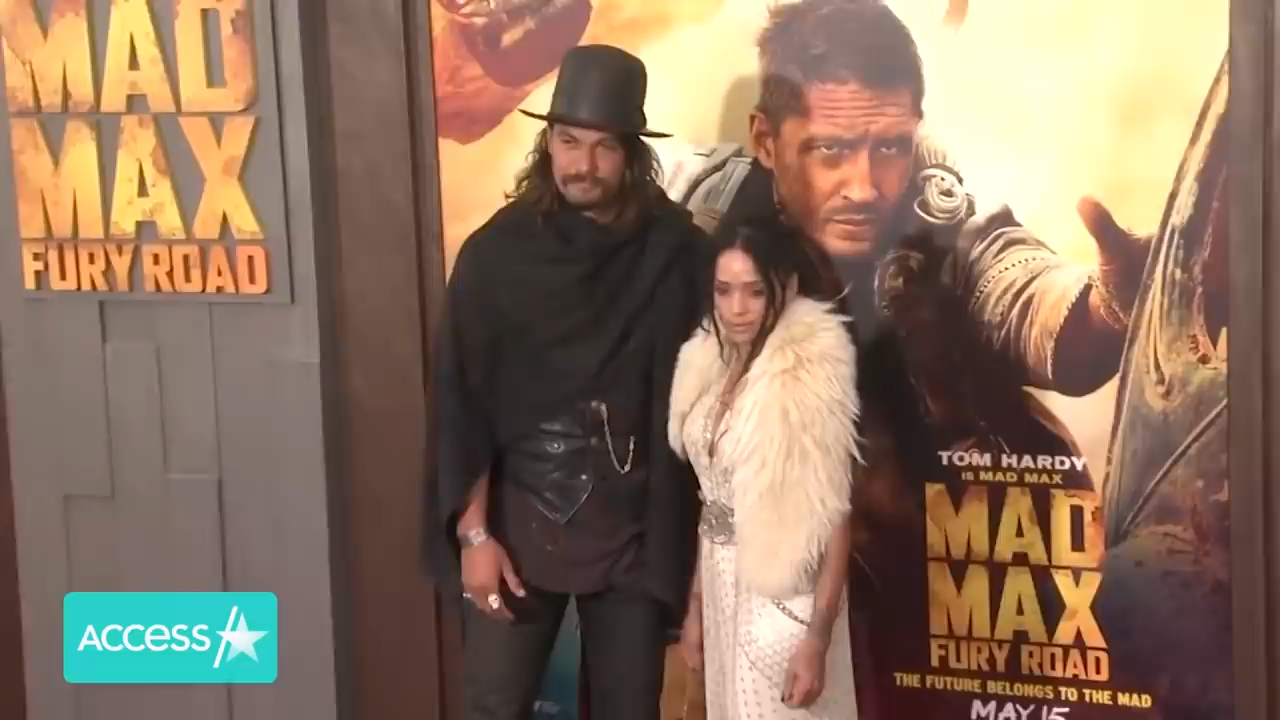 MAD
MAX
FURY ROAD
TOM HARDY
IS MAD MAX
MAD
MAX
FURY ROAD
THE FUTURE BELONGS TO THE MAD
MAY 15
ACCESS